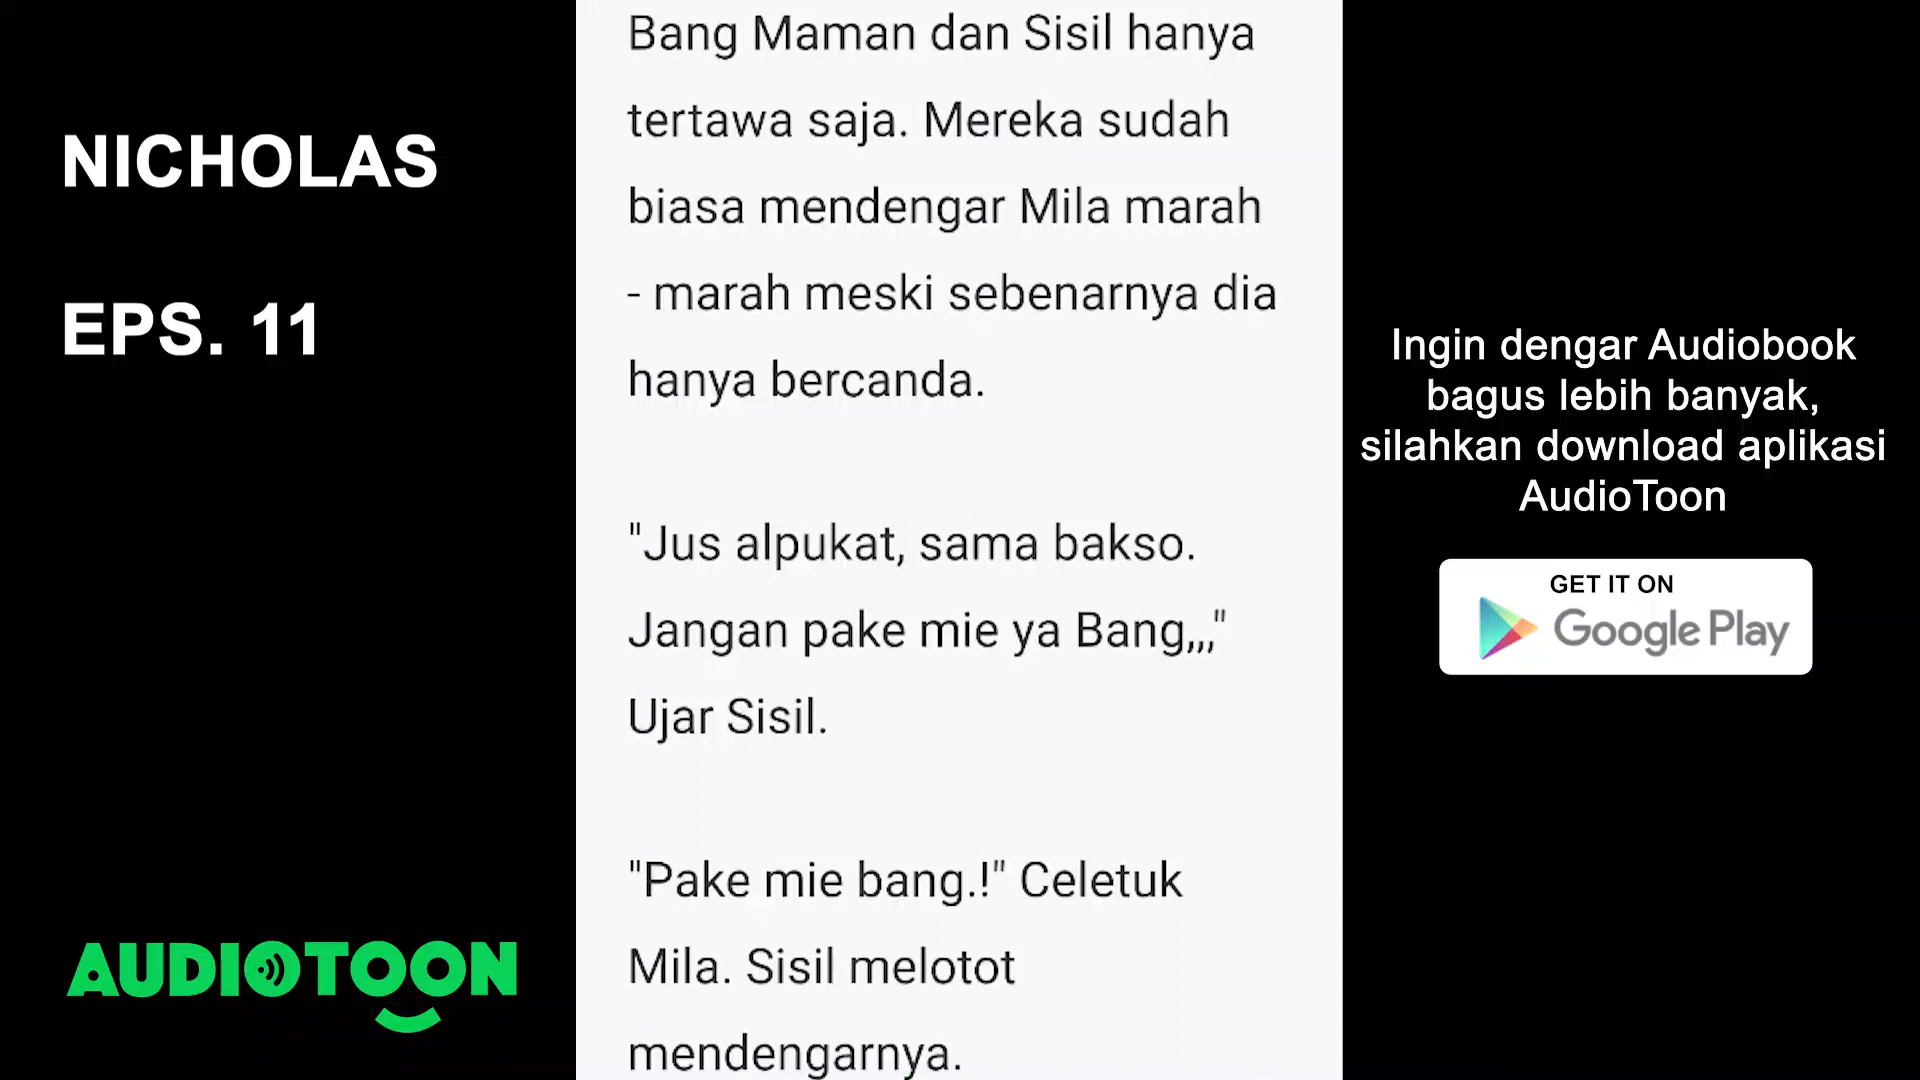 NICHOLAS
EPS. 11
AUDIOTOON
Bang Maman dan Sisil hanya
tertawa saja. Mereka sudah
biasa mendengar Mila marah
- marah meski sebenarnya dia
hanya bercanda.
"Jus alpukat, sama bakso.
Jangan pake mie ya Bang,,,"
Ujar Sisil.
"Pake mie bang.!" Celetuk
Mila. Sisil melotot
mendengarnya.
Ingin dengar Audiobook
bagus lebih banyak,
silahkan download aplikasi
AudioToon
GET IT ON
Google Play